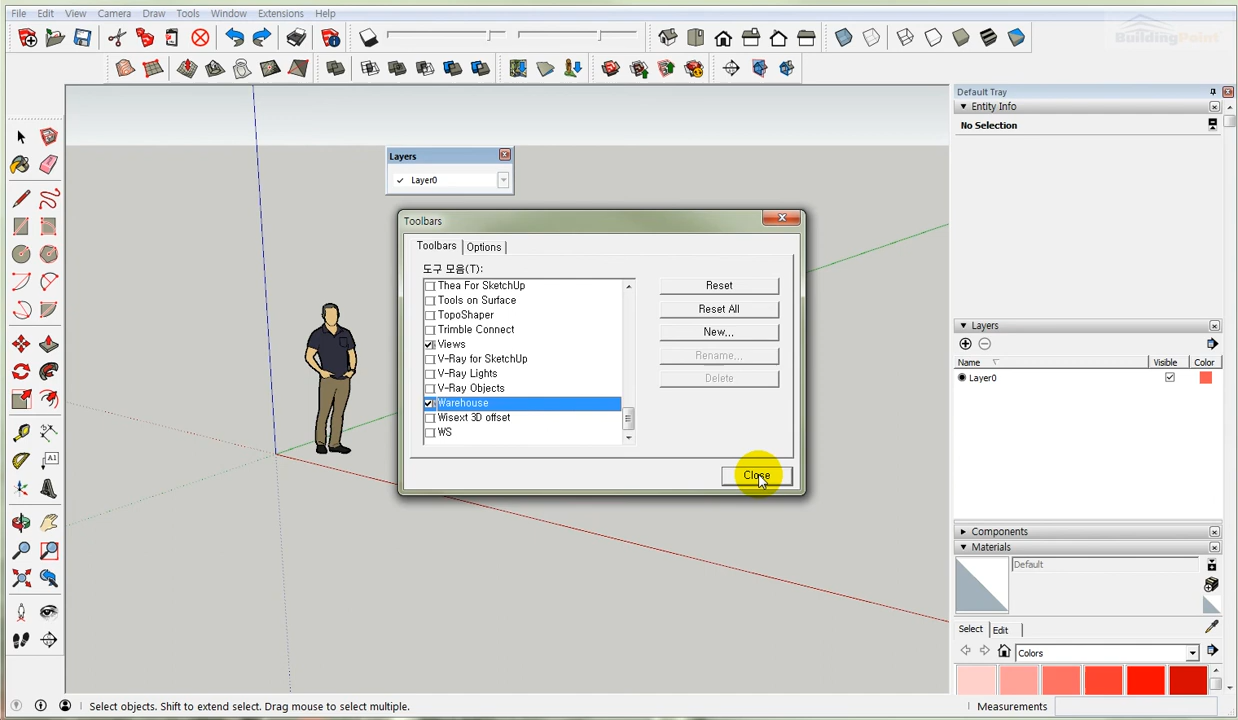 File Edit View Camera Draw Tools Window Extensions Help
BuildingPoint
Default Tray
Entity Info
No Selection
Layers
Layer0
Toolbars
Toolbars Options
도구 모음(T):
Thea For SketchUp
Tools on Surface
TopoShaper
Trimble Connect
Views
V-Ray for SketchUp
V-Ray Lights
V-Ray Objects
Warehouse
Wisext 3D offset
WS
Reset
Reset All
New...
Rename...
Delete
Close
A1
Layers
Name Visible Color
Layer0
Components
Materials
Default
Select Edit
Colors
Select objects. Shift to extend select. Drag mouse to select multiple.
Measurements